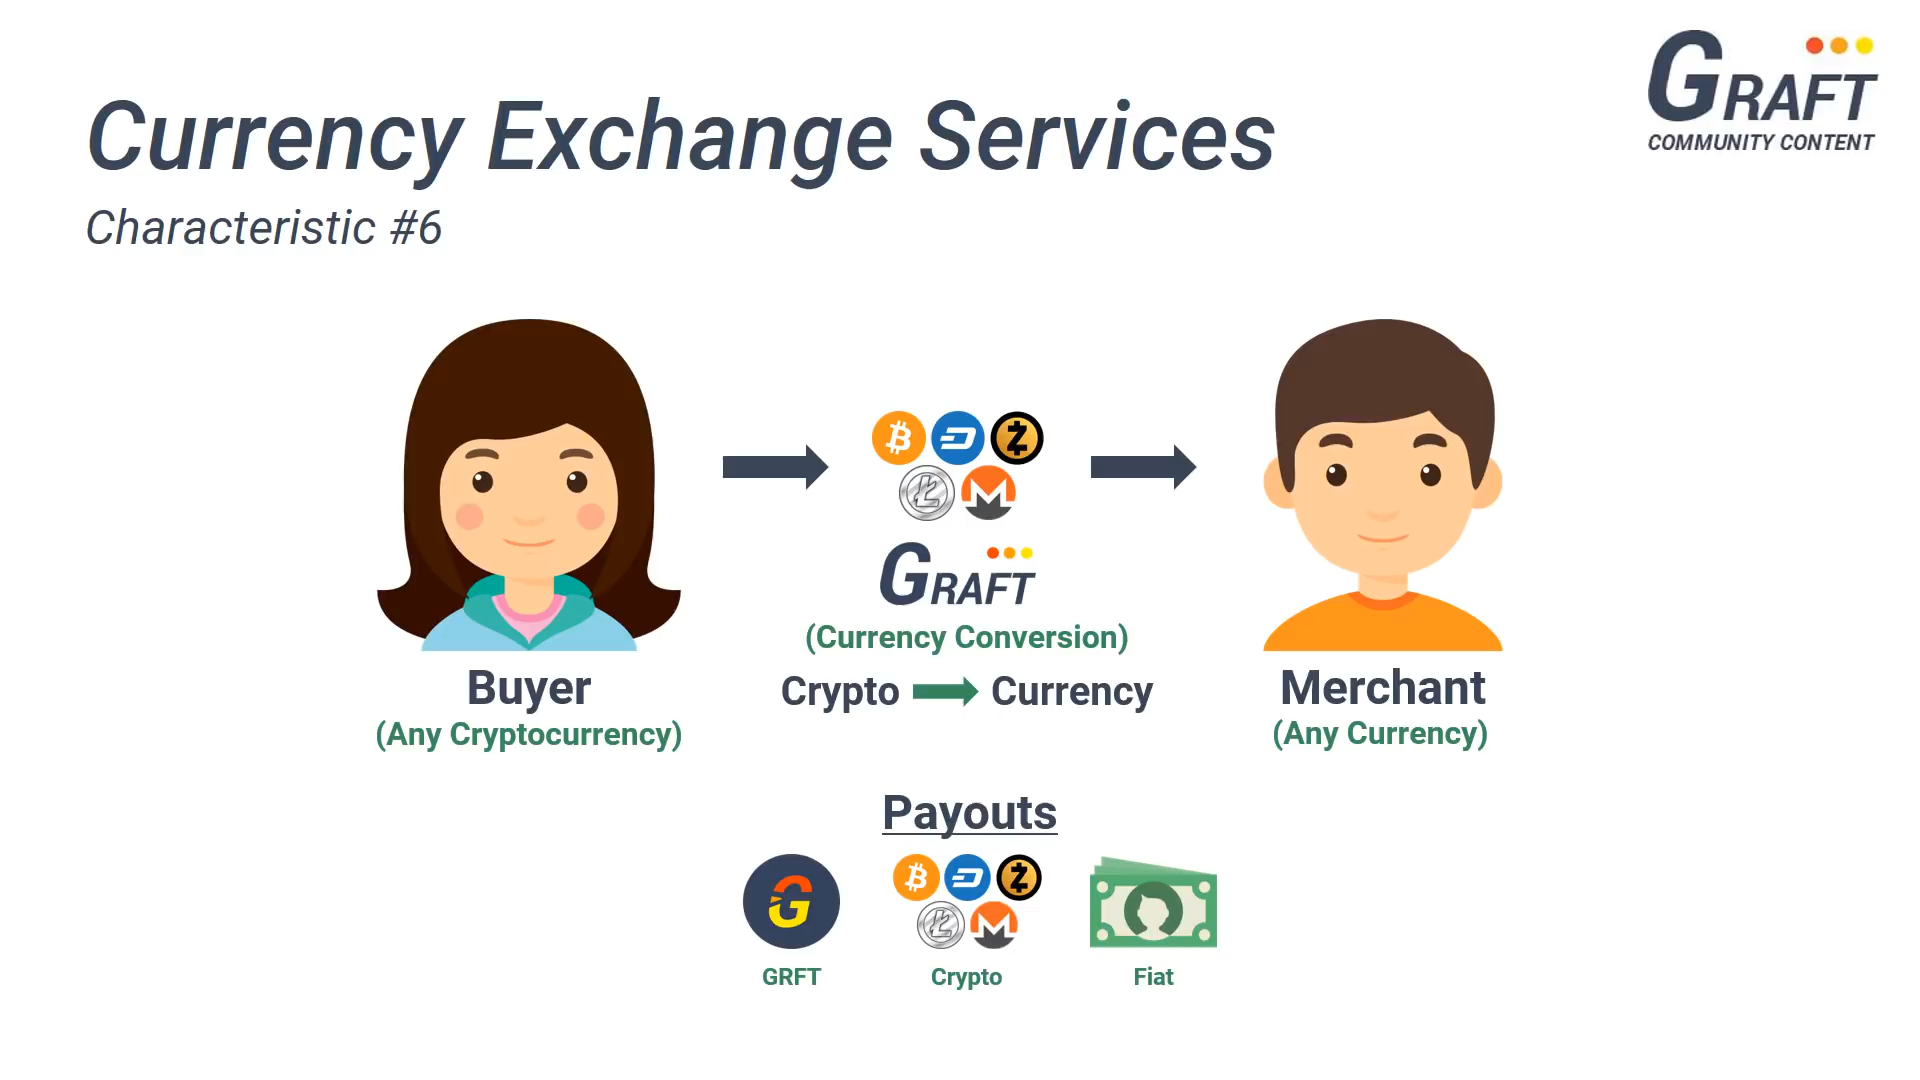 GRAFT
COMMUNITY CONTENT
Currency Exchange Services
Characteristic #6
GRAFT
(Currency Conversion)
Crypto Currency
Buyer
(Any Cryptocurrency)
Merchant
(Any Currency)
Payouts
GRFT
Crypto
Fiat